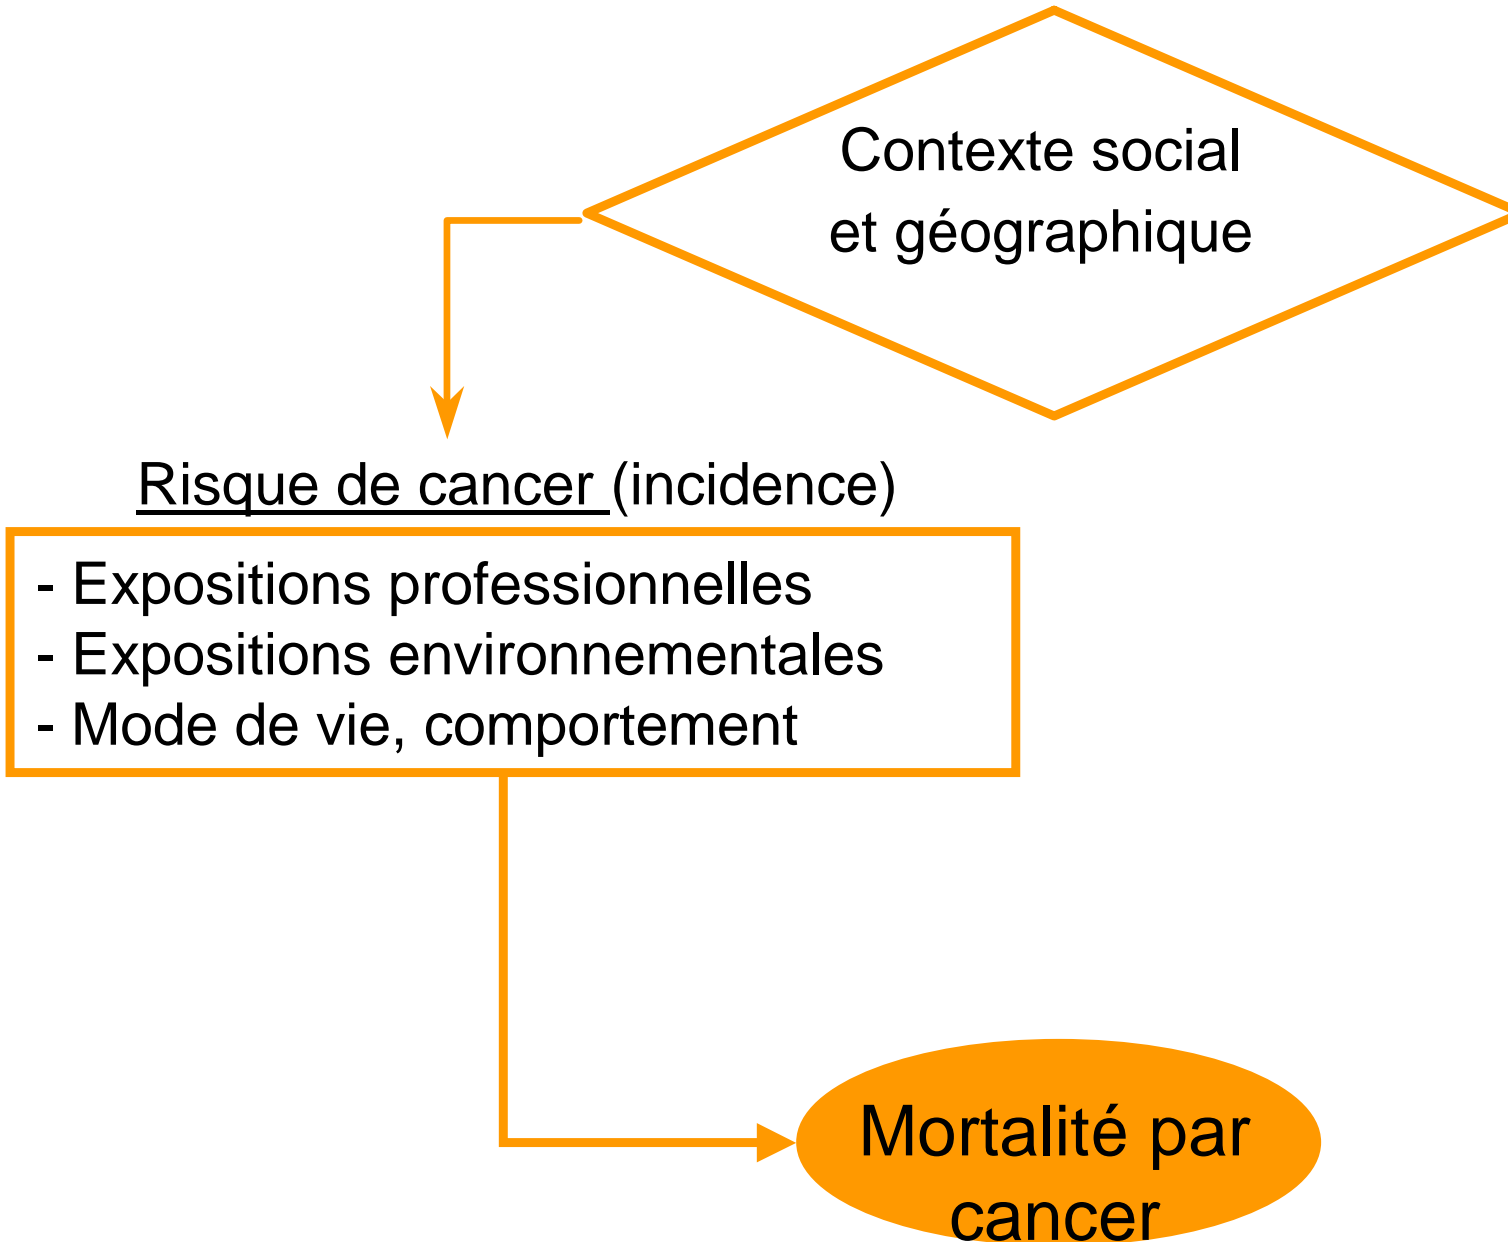 Contexte social
et géographique
Risque de cancer (incidence)
- Expositions professionnelles
- Expositions environnementales
- Mode de vie, comportement
Mortalité par
cancer